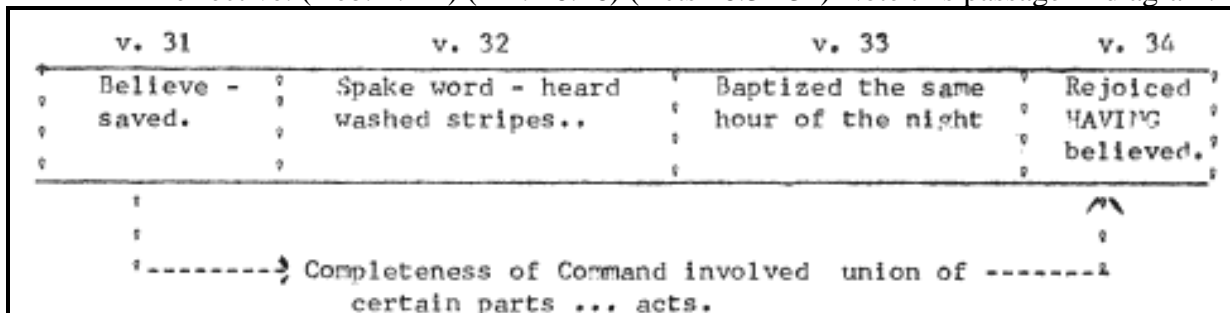 v. 31 v. 32 v. 33 v. 34
Believe - Spake word - heard Baptized the same Rejoiced
saved. washed stripes.. hour of the night HAVING
believed.
Completeness of Command involved union of
certain parts ... acts.